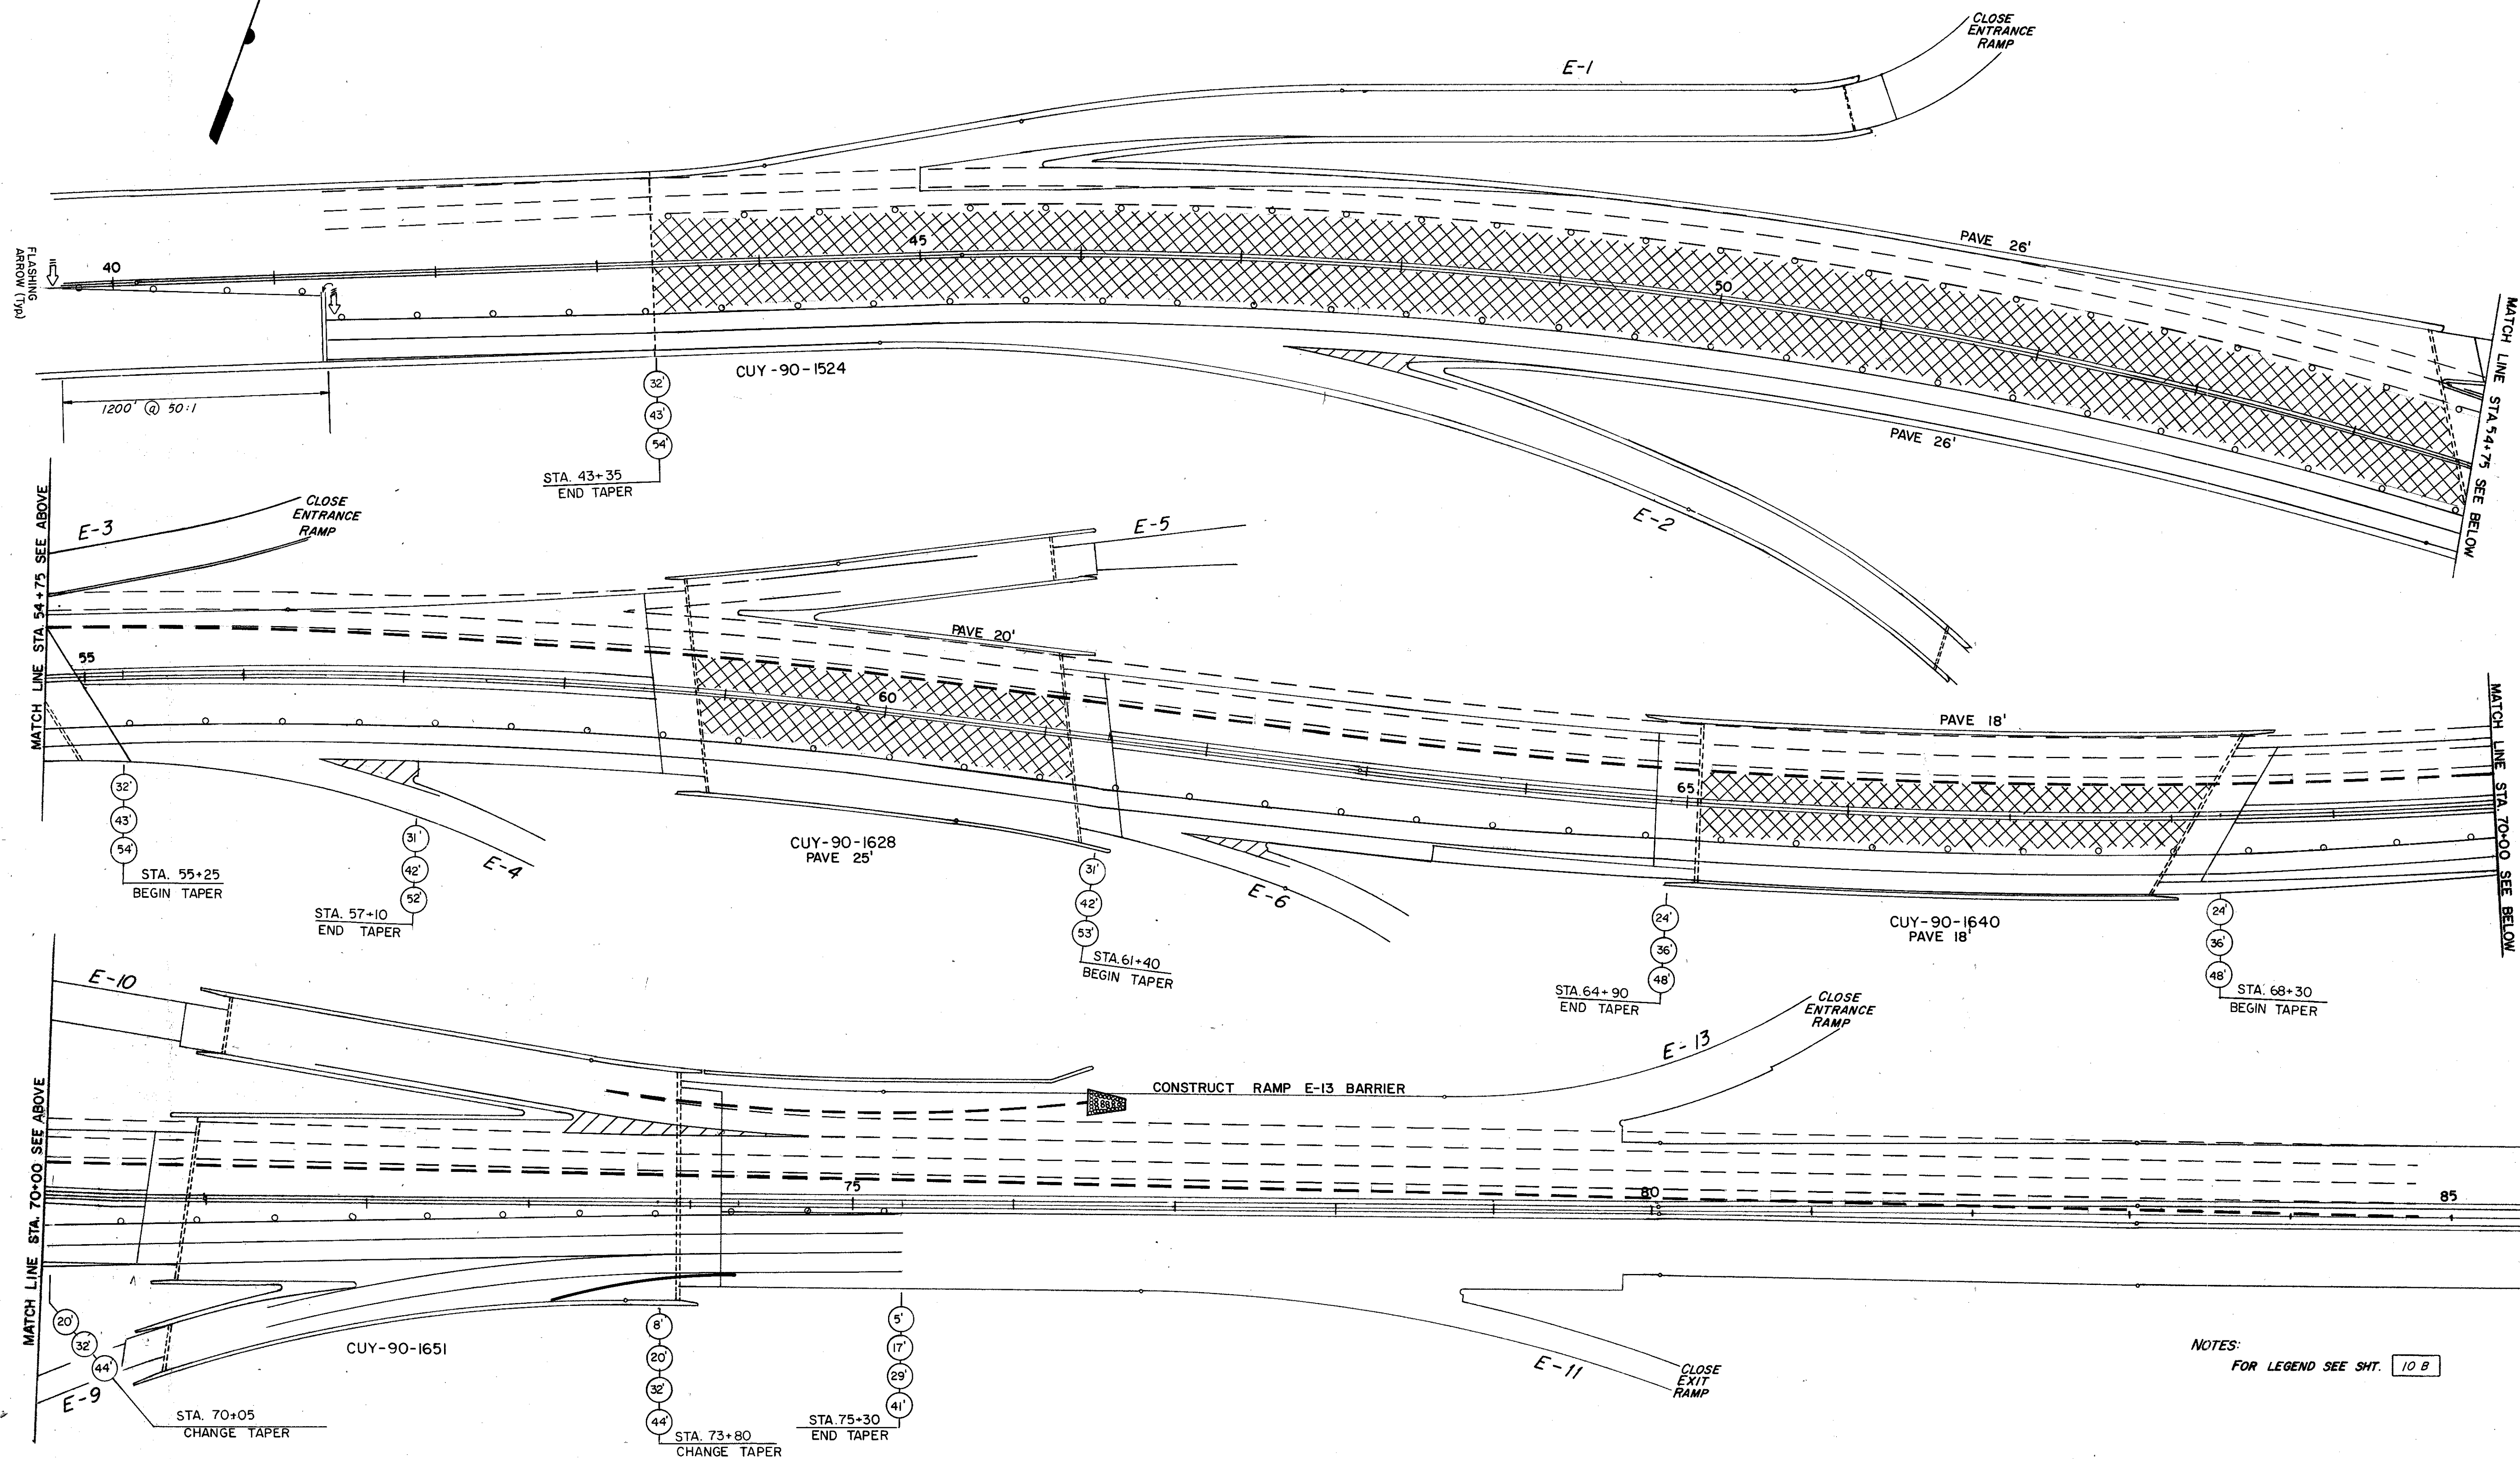 CLOSE
ENTRANCE
RAMP
E-1
PAVE 26'
45
50
40
FLASHING
ARROW (Typ)
MATCH LINE STA. 54+75 SEE BELOW
CUY-90-1524
1200' @ 50:1
32'
43'
54'
STA. 43+35
END TAPER
PAVE 26'
E-2
MATCH LINE STA. 54+75 SEE ABOVE
E-3
CLOSE
ENTRANCE
RAMP
E-5
PAVE 20'
55
60
65
PAVE 18'
MATCH LINE STA. 70+00 SEE BELOW
32'
43'
54'
STA. 55+25
BEGIN TAPER
31'
42'
52'
STA. 57+10
END TAPER
E-4
CUY-90-1628
PAVE 25'
31'
42'
53'
STA. 61+40
BEGIN TAPER
E-6
24'
36'
48'
STA. 64+90
END TAPER
CUY-90-1640
PAVE 18'
24'
36'
48'
STA. 68+30
BEGIN TAPER
MATCH LINE STA. 70+00 SEE ABOVE
E-10
CONSTRUCT RAMP E-13 BARRIER
E-13
CLOSE
ENTRANCE
RAMP
75
80
85
20'
32'
44'
E-9
STA. 70+05
CHANGE TAPER
CUY-90-1651
8'
20'
32'
44'
STA. 73+80
CHANGE TAPER
5'
17'
29'
41'
STA. 75+30
END TAPER
E-11
CLOSE
EXIT
RAMP
NOTES:
FOR LEGEND SEE SHT. 10 B